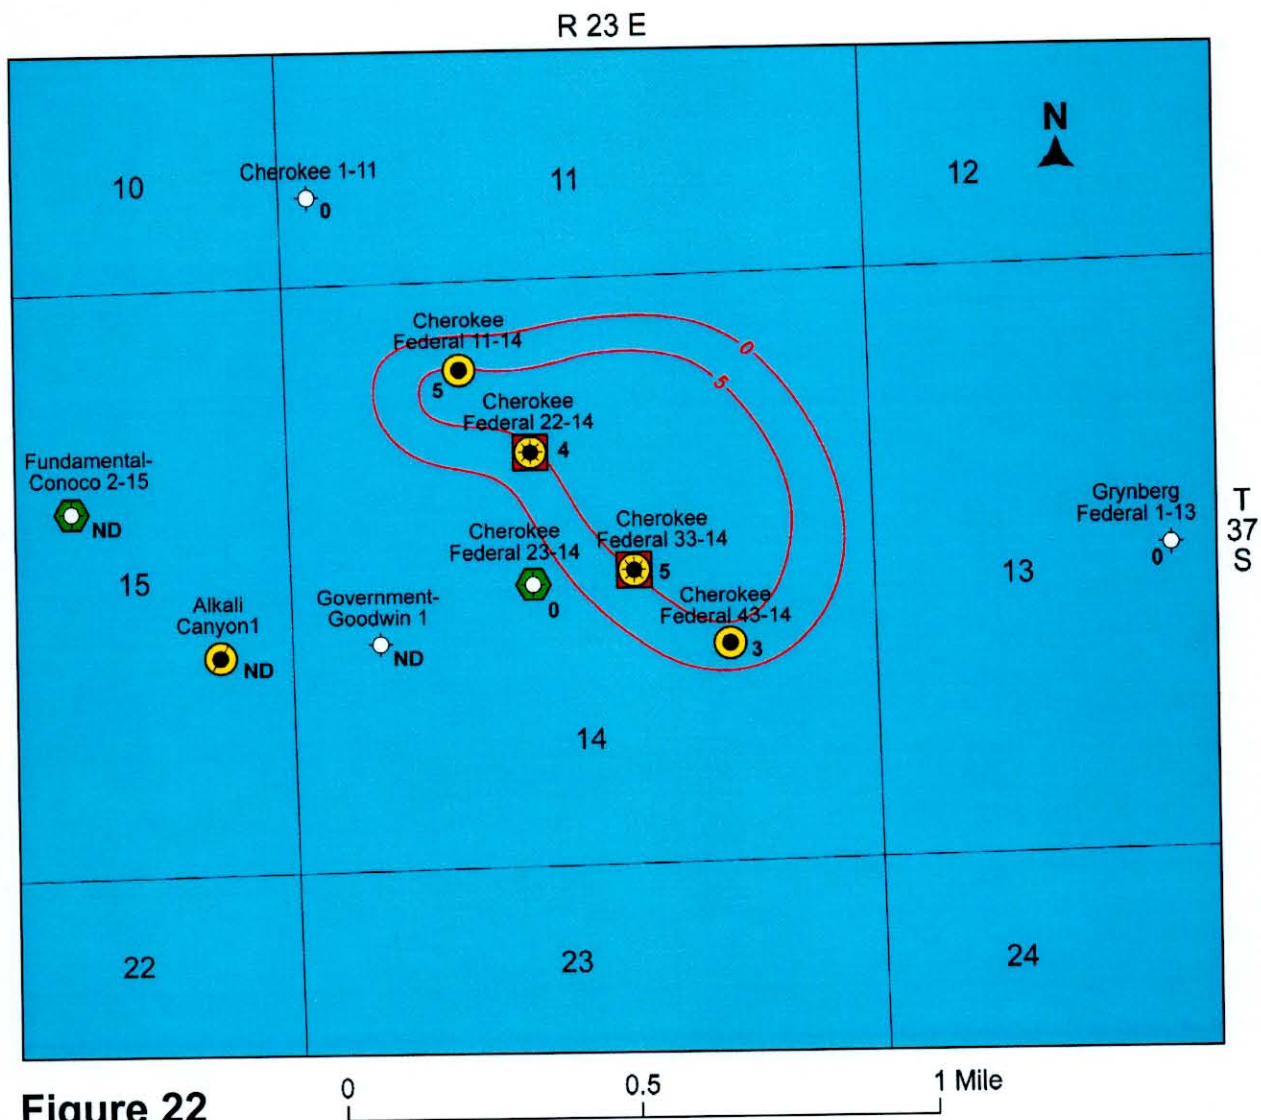 R 23 E
N
10
Cherokee 1-11
0
11
12
Cherokee
Federal 11-14
5
0
5
Cherokee
Federal 22-14
4
Fundamental-
Conoco 2-15
ND
Cherokee
Federal 23-14
0
Cherokee
Federal 33-14
5
Grynberg
Federal 1-13
0
T
37
S
15
13
Alkali
Canyon1
ND
Government-
Goodwin 1
ND
Cherokee
Federal 43-14
3
14
22
23
24
Figure 22
0 0.5 1 Mile